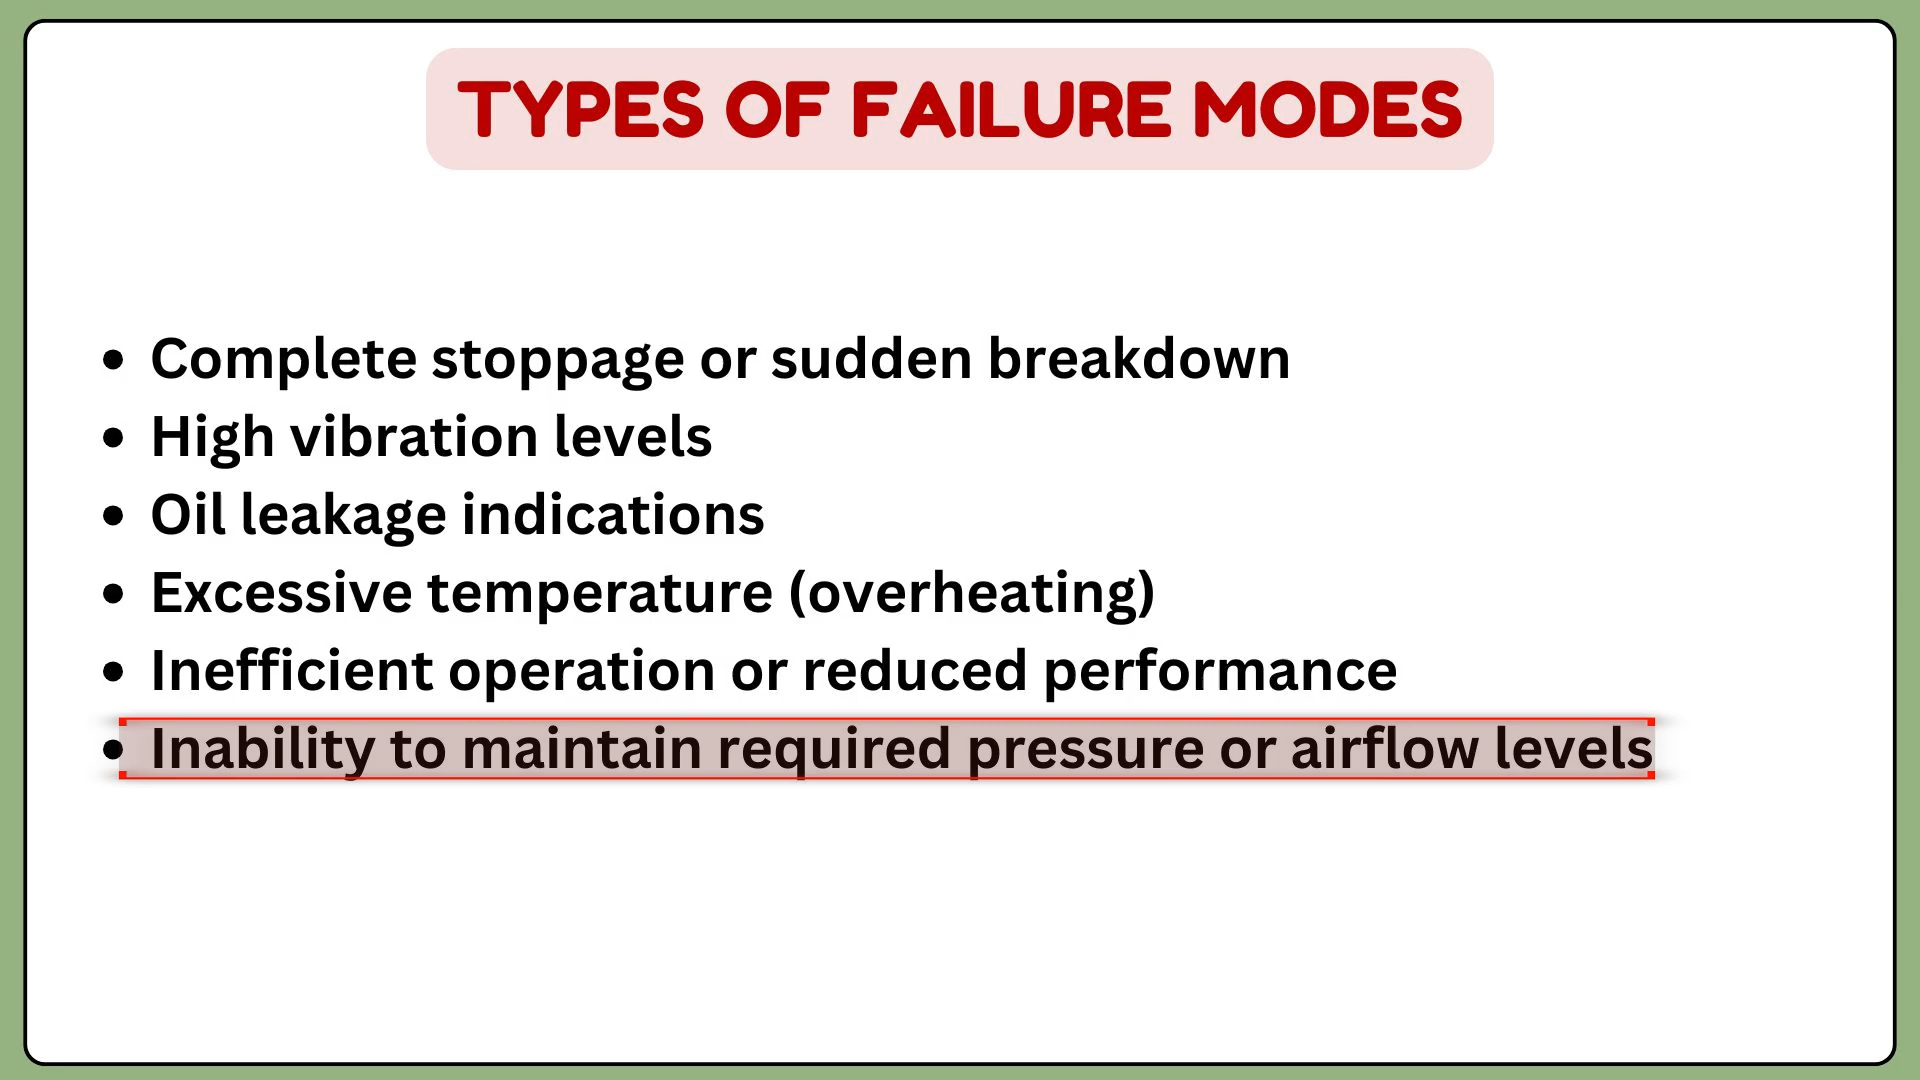 TYPES OF FAILURE MODES
• Complete stoppage or sudden breakdown
• High vibration levels
• Oil leakage indications
• Excessive temperature (overheating)
• Inefficient operation or reduced performance
• Inability to maintain required pressure or airflow levels